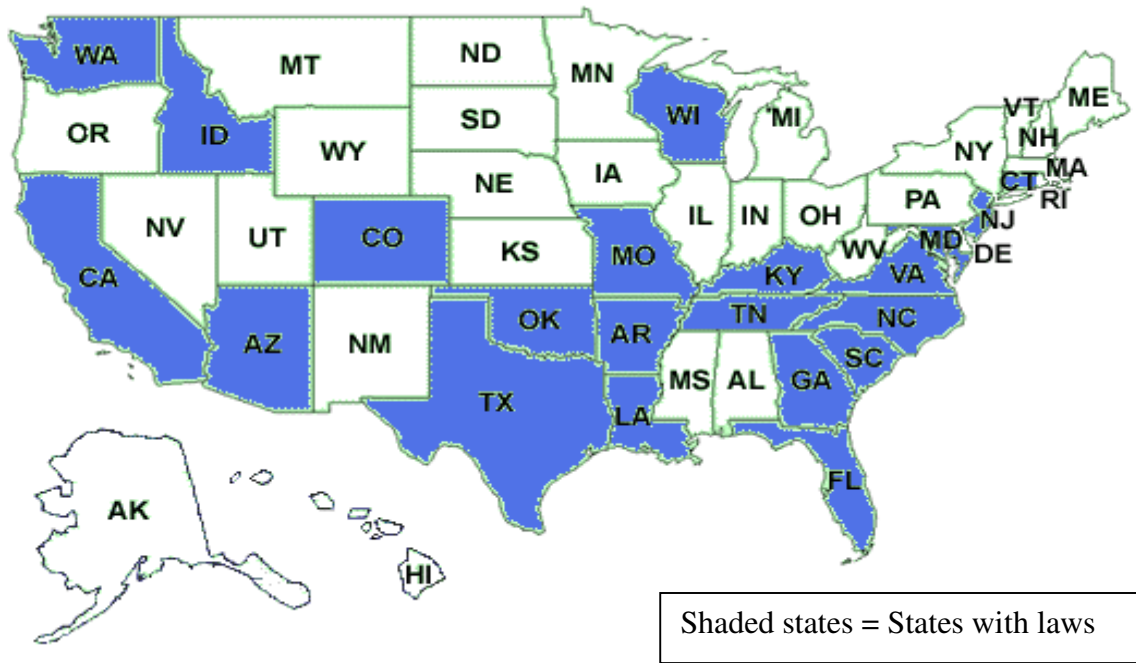 WA
MT
ND
MN
VT
ME
OR
ID
SD
WI
MI
NH
WY
NY
MA
IA
CT
RI
NE
PA
NV
IL
IN
OH
NJ
UT
CO
WV
MD
DE
KS
MO
CA
KY
VA
TN
NC
OK
AR
AZ
NM
SC
MS
AL
GA
TX
LA
FL
AK
HI
Shaded states = States with laws